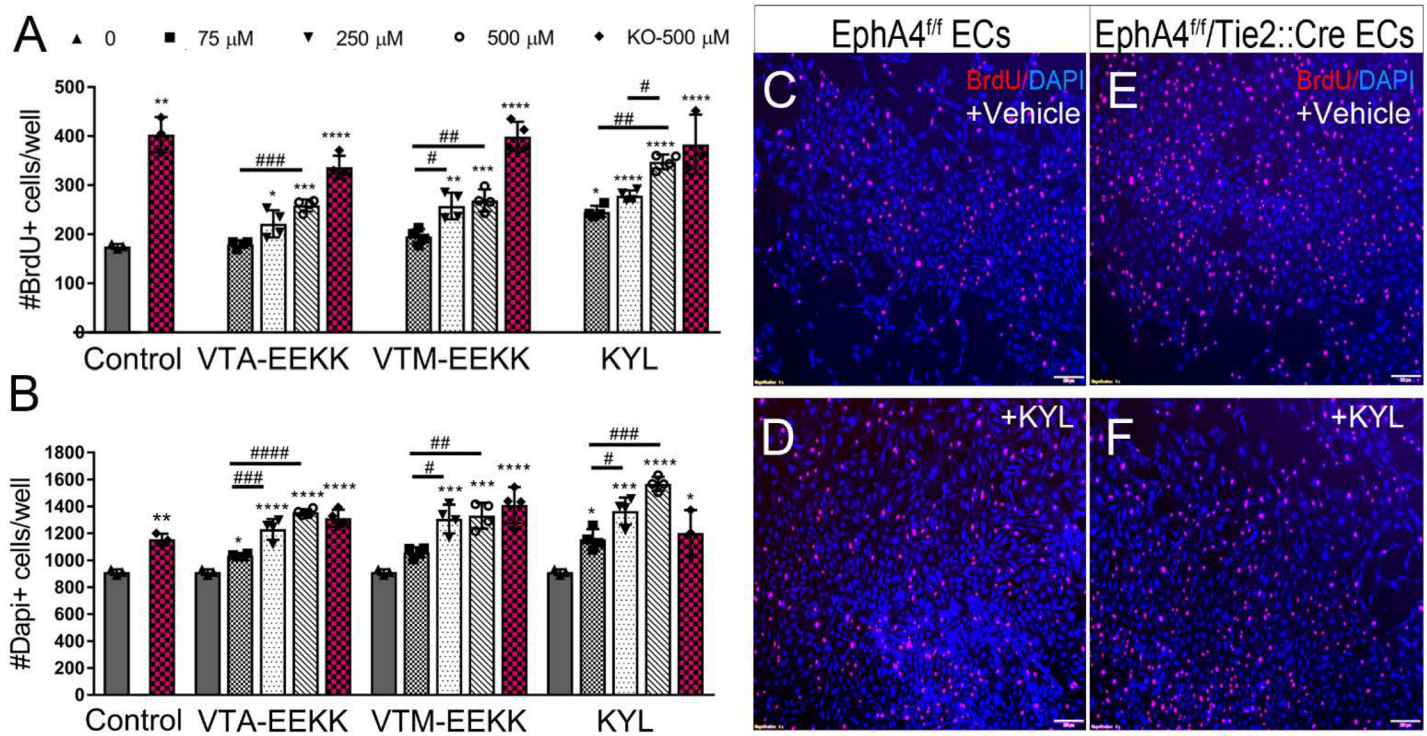 A
0
75 μM
250 μM
500 μM
KO-500 μM
#BrdU+ cells/well
500
400
300
200
100
0
**
###
*
***
****
##
#
**
***
****
#
##
*
****
****
****
Control
VTA-EEKK
VTM-EEKK
KYL
B
#Dapi+ cells/well
1800
1600
1400
1200
1000
800
600
400
200
0
**
####
###
*
****
****
****
##
#
***
***
****
###
#
*
***
****
*
Control
VTA-EEKK
VTM-EEKK
KYL
EphA4f/f ECs
EphA4f/f/Tie2::Cre ECs
C
BrdU/DAPI
+Vehicle
E
BrdU/DAPI
+Vehicle
D
+KYL
F
+KYL